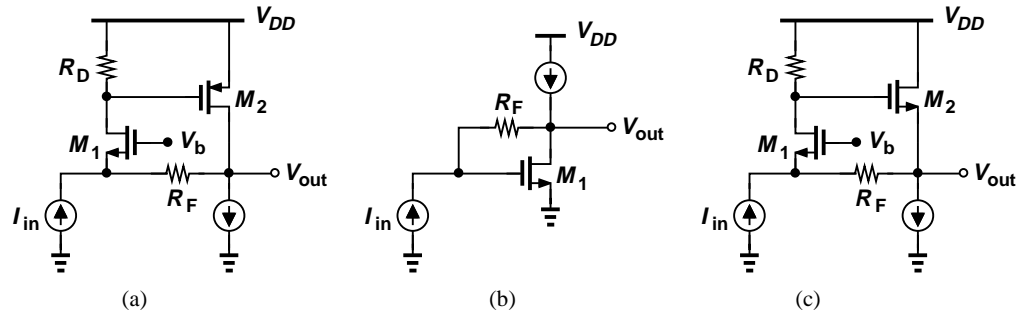 V_DD
R_D
M_2
M_1
V_b
R_F
V_out
I_in
(a)
V_DD
R_F
V_out
M_1
I_in
(b)
V_DD
R_D
M_2
M_1
V_b
R_F
V_out
I_in
(c)